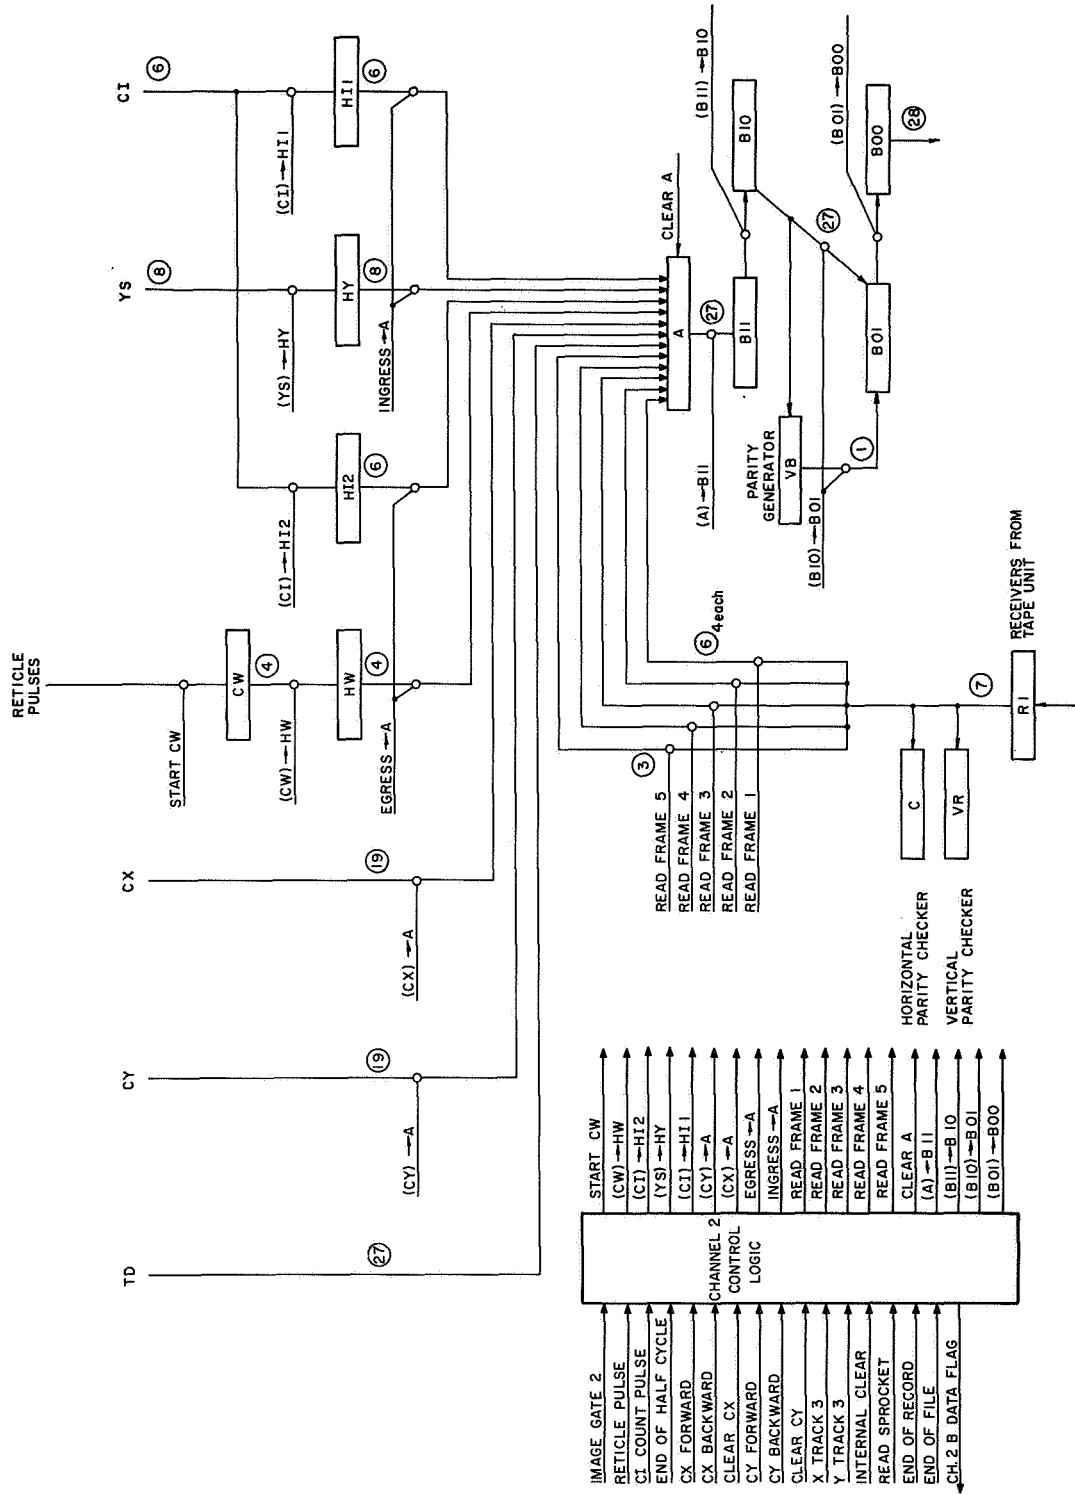 RETICLE
PULSES
CI
6
YS
8
START CW
CW
4
(CW)→HW
HW
4
(CI)→HI2
HI2
6
(YS)→HY
HY
8
(CI)→HI1
HI1
6
EGRESS→A
INGRESS→A
CX
19
(CX)→A
CY
19
(CY)→A
TD
27
CLEAR A
A
27
(A)→B11
B11
(B11)→B10
B10
PARITY
GENERATOR
VB
(B10)→B01
1
27
B01
(B01)→B00
B00
28
3
6
4each
READ FRAME 5
READ FRAME 4
READ FRAME 3
READ FRAME 2
READ FRAME 1
HORIZONTAL
PARITY CHECKER
C
VERTICAL
PARITY CHECKER
VR
7
R1
RECEIVERS FROM
TAPE UNIT
IMAGE GATE 2
RETICLE PULSE
CI COUNT PULSE
END OF HALF CYCLE
CX FORWARD
CX BACKWARD
CLEAR CX
CY FORWARD
CY BACKWARD
CLEAR CY
X TRACK 3
Y TRACK 3
INTERNAL CLEAR
READ SPROCKET
END OF RECORD
END OF FILE
CH.2 B DATA FLAG
CHANNEL 2
CONTROL
LOGIC
START CW
(CW)→HW
(CI)→HI2
(YS)→HY
(CI)→HI1
(CY)→A
(CX)→A
EGRESS→A
INGRESS→A
READ FRAME 1
READ FRAME 2
READ FRAME 3
READ FRAME 4
READ FRAME 5
CLEAR A
(A)→B11
(B11)→B10
(B10)→B01
(B01)→B00